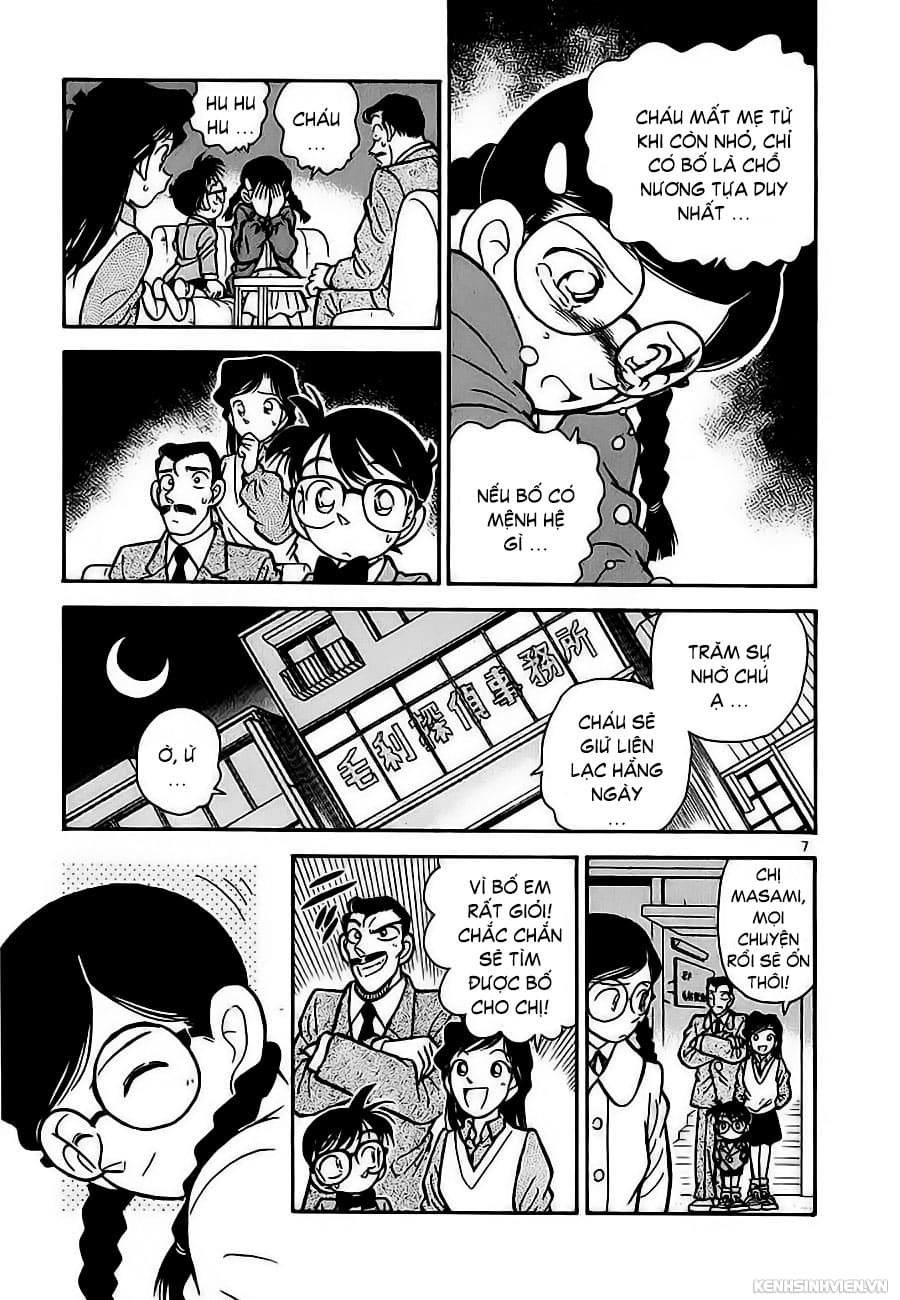 CHÁU MẤT MẸ TỪ
KHI CÒN NHỎ, CHỈ
CÓ BỐ LÀ CHỔ
NƯƠNG TỰA DUY
NHẤT ...
NẾU BỐ CÓ
MỆNH HỆ
GÌ ...
CHÁU
...
HU HU
HU ...
TRĂM SỰ
NHỜ CHÚ
Ạ ...
CHÁU SẼ
GIỮ LIÊN
LẠC HẰNG
NGÀY
...
毛利探偵事務所
Ở, Ừ
...
7
CHỊ
MASAMI,
MỌI
CHUYỆN
RỒI SẼ ỔN
THÔI!
VÌ BỐ EM
RẤT GIỎI!
CHẮC CHẮN
SẼ TÌM
ĐƯỢC BỐ
CHO CHỊ!
KENHSINHVIEN.VN